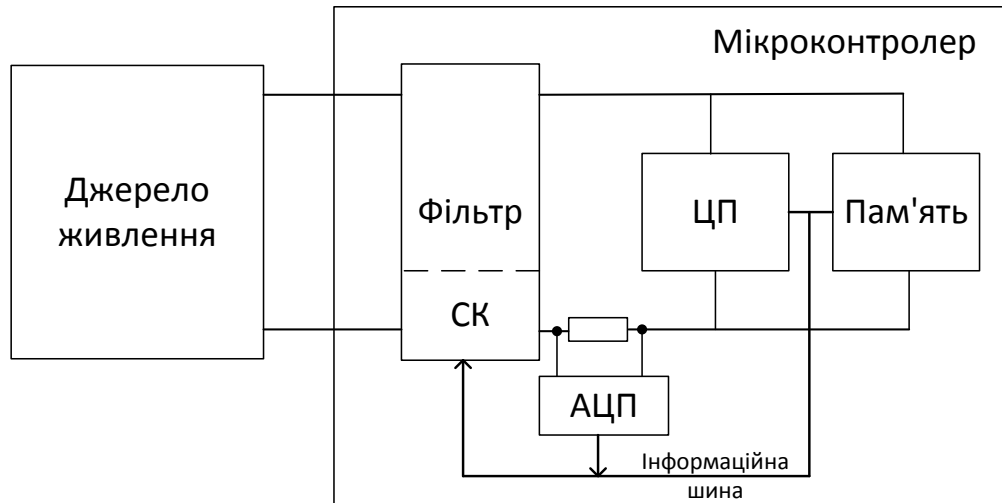 Мікроконтролер
Джерело
живлення
Фільтр
СК
ЦП
Пам'ять
АЦП
Інформаційна
шина